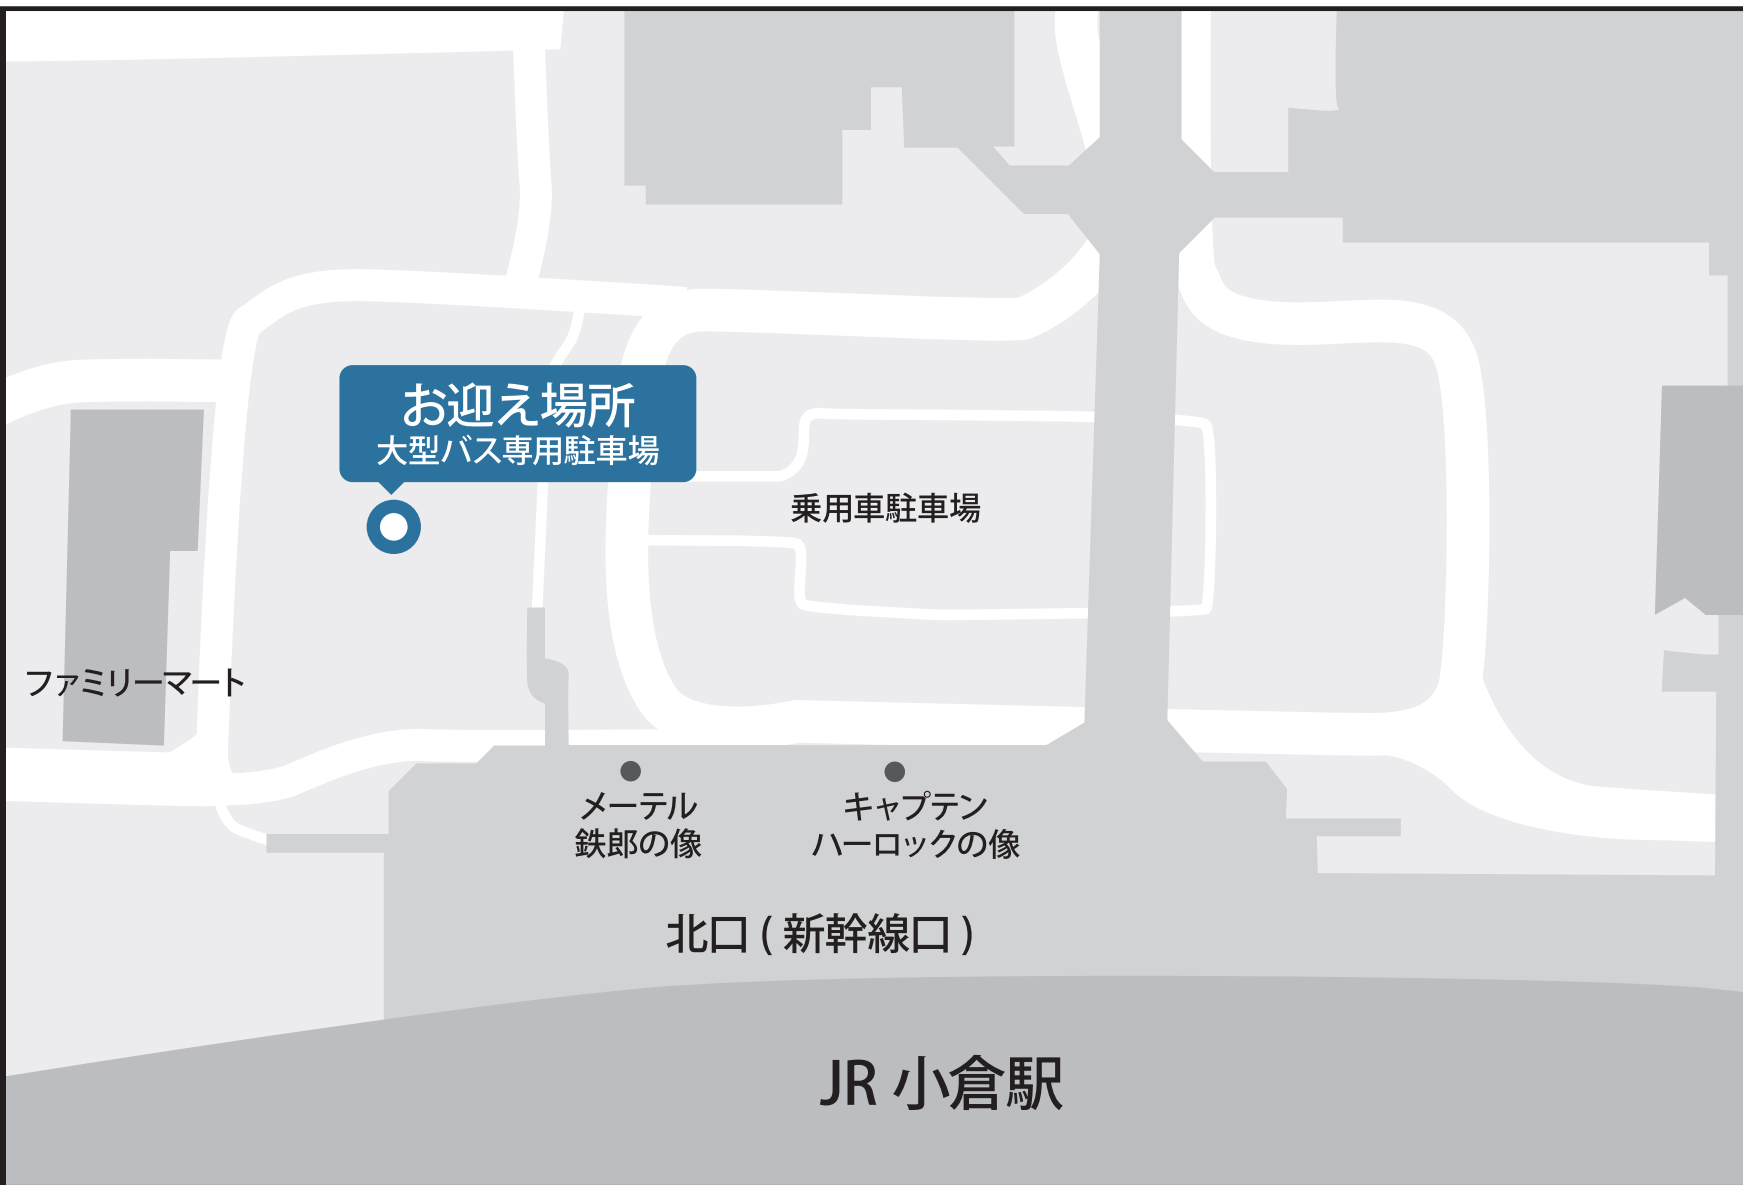 お迎え場所
大型バス専用駐車場
乗用車駐車場
ファミリーマート
メーテル
鉄郎の像
キャプテン
ハーロックの像
北口 ( 新幹線口 )
JR 小倉駅